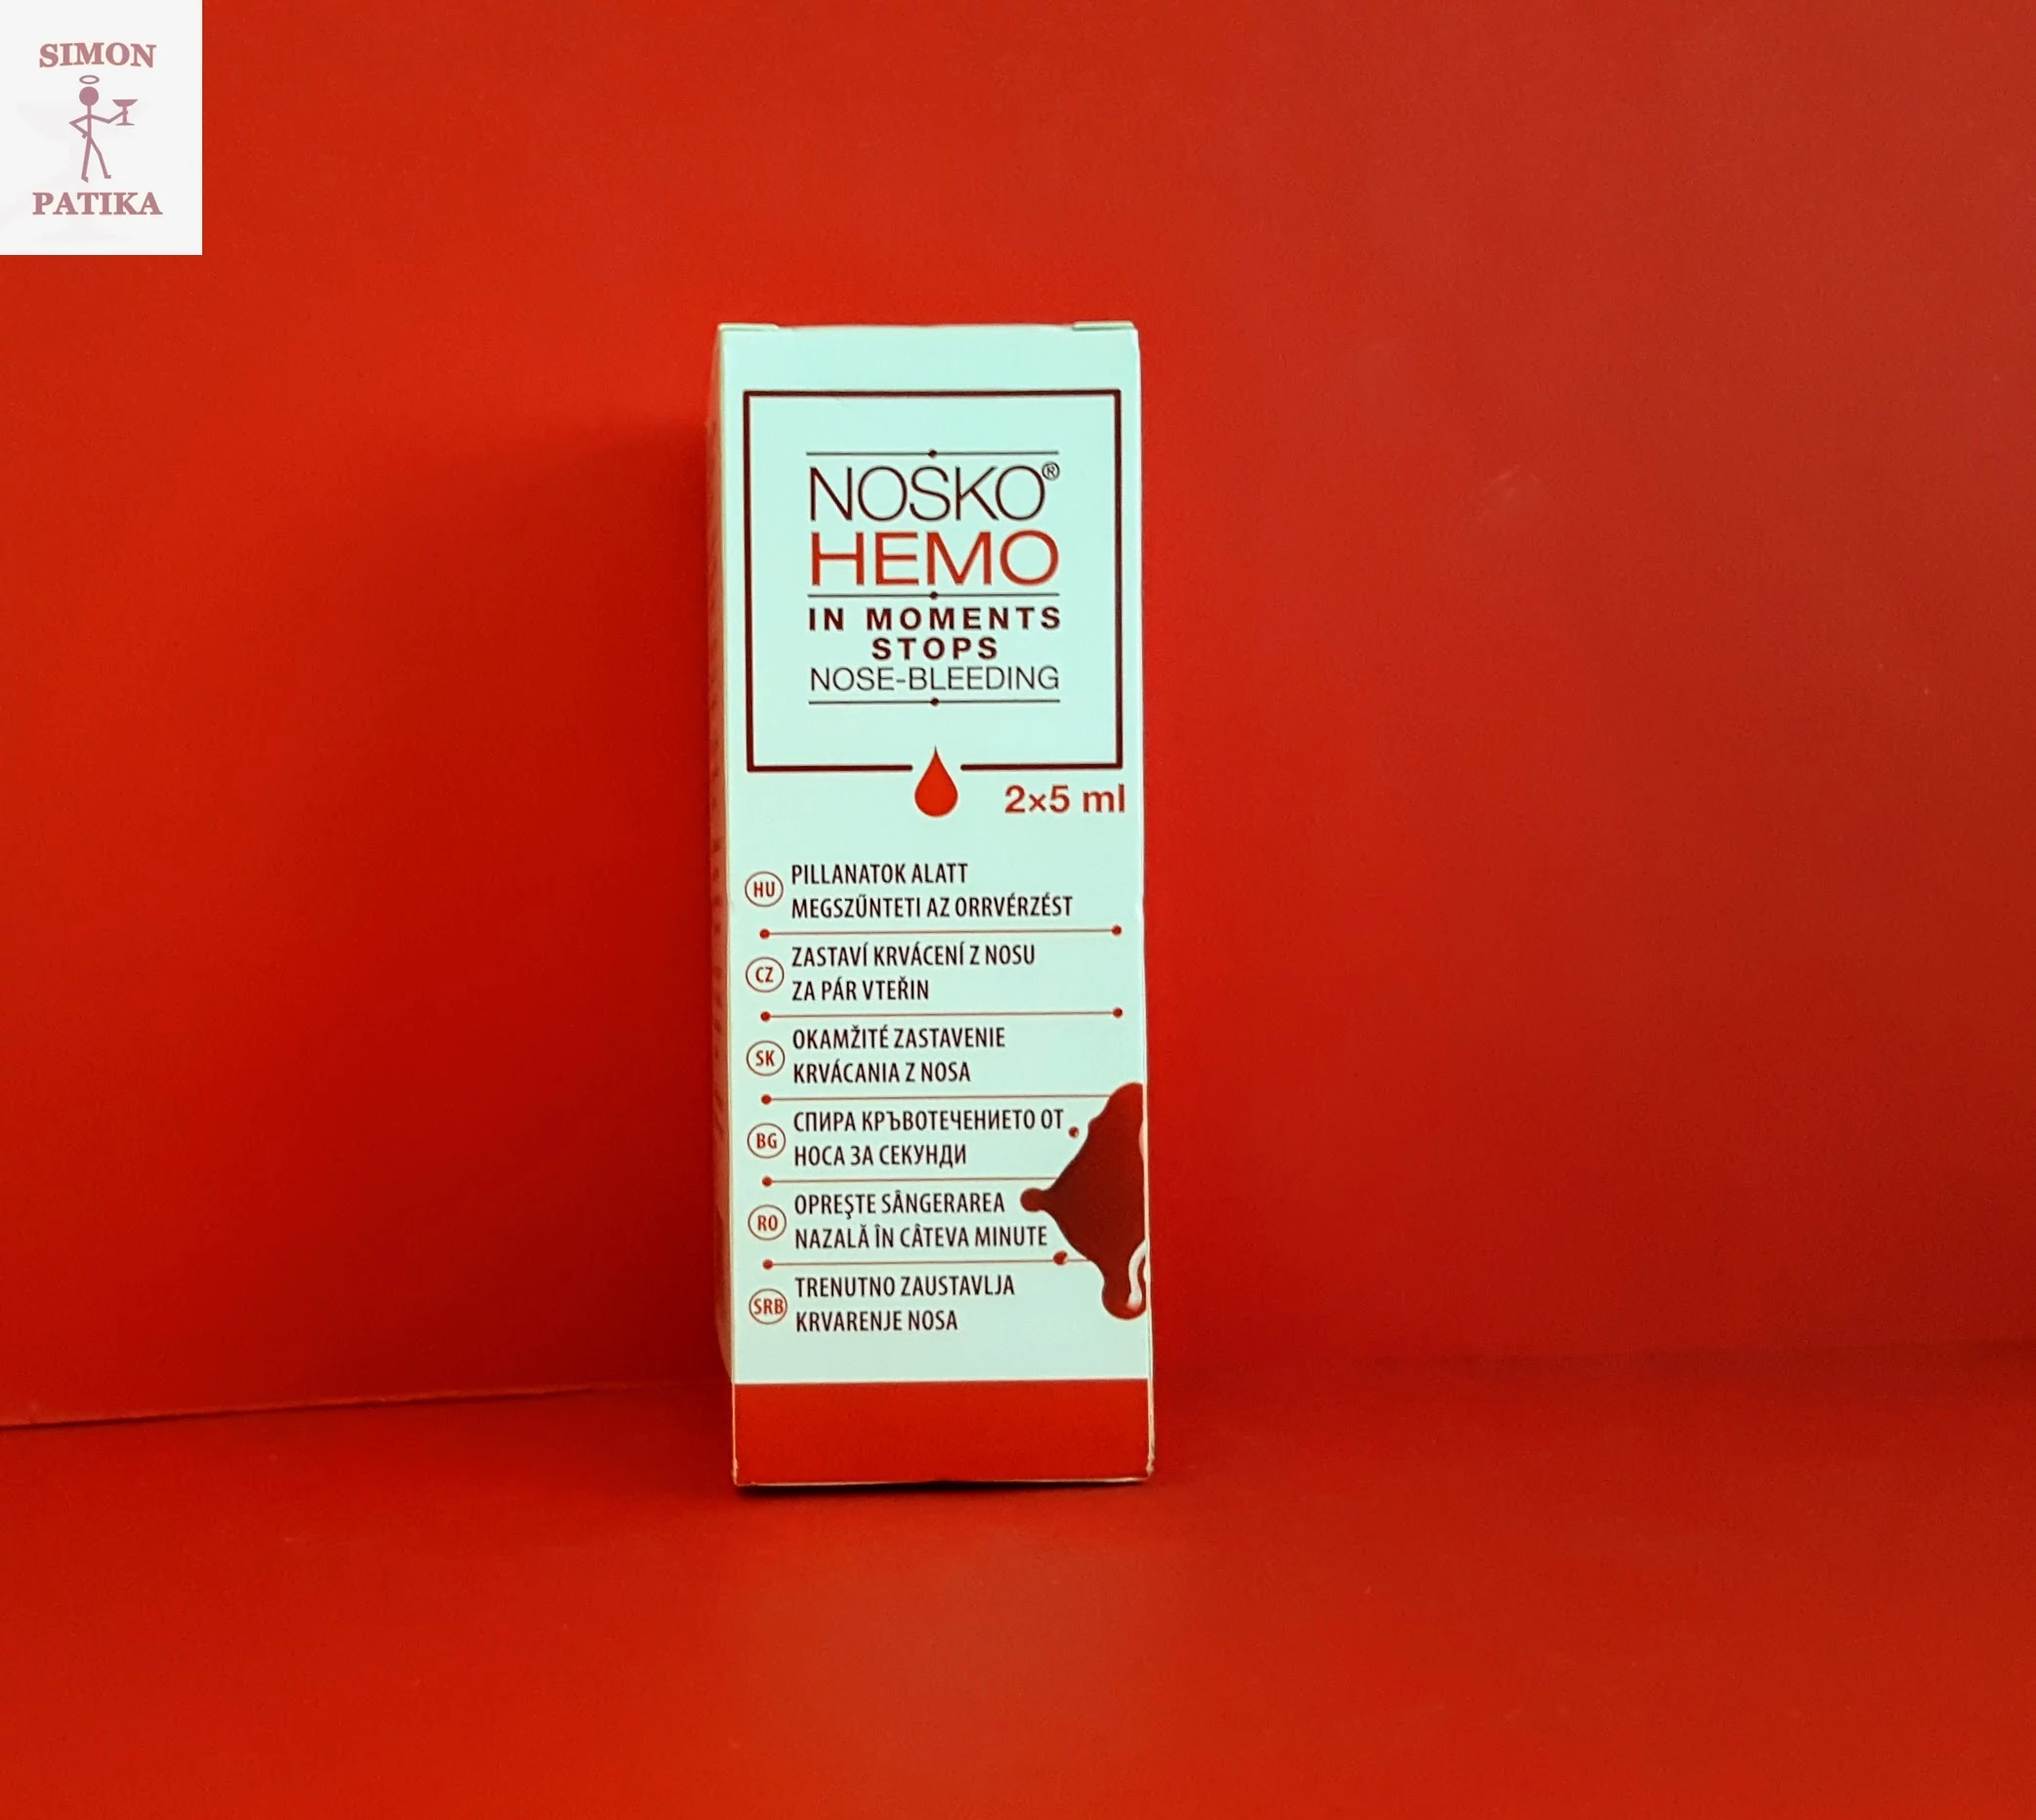 SIMON
PATIKA
NOSKO®
HEMO
IN MOMENTS
STOPS
NOSE-BLEEDING
2×5 ml
HU PILLANATOK ALATT
MEGSZŰNTETI AZ ORRVÉRZÉST
CZ ZASTAVÍ KRVÁCENÍ Z NOSU
ZA PÁR VTEŘIN
SK OKAMŽITÉ ZASTAVENIE
KRVÁCANIA Z NOSA
BG СПИРА КРЪВОТЕЧЕНИЕТО ОТ
НОСА ЗА СЕКУНДИ
RO OPREŞTE SÂNGERAREA
NAZALĂ ÎN CÂTEVA MINUTE
SRB TRENUTNO ZAUSTAVLJA
KRVARENJE NOSA